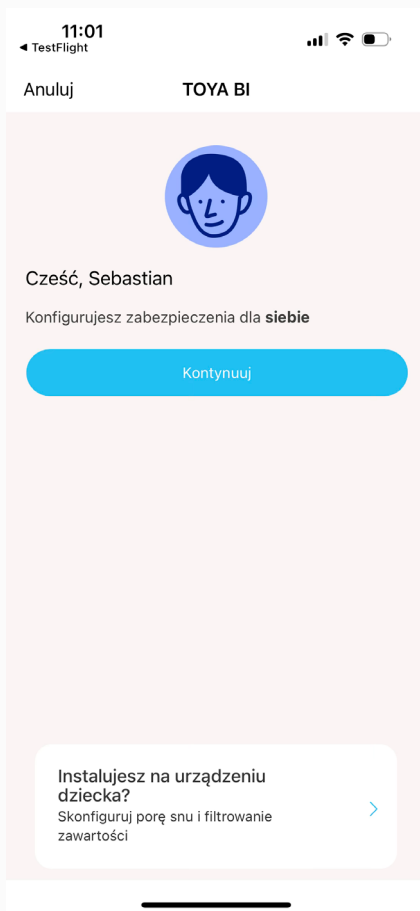 11:01
◀ TestFlight
Anuluj
TOYA BI
Cześć, Sebastian
Konfigurujesz zabezpieczenia dla siebie
Kontynuuj
Instalujesz na urządzeniu
dziecka?
Skonfiguruj porę snu i filtrowanie
zawartości